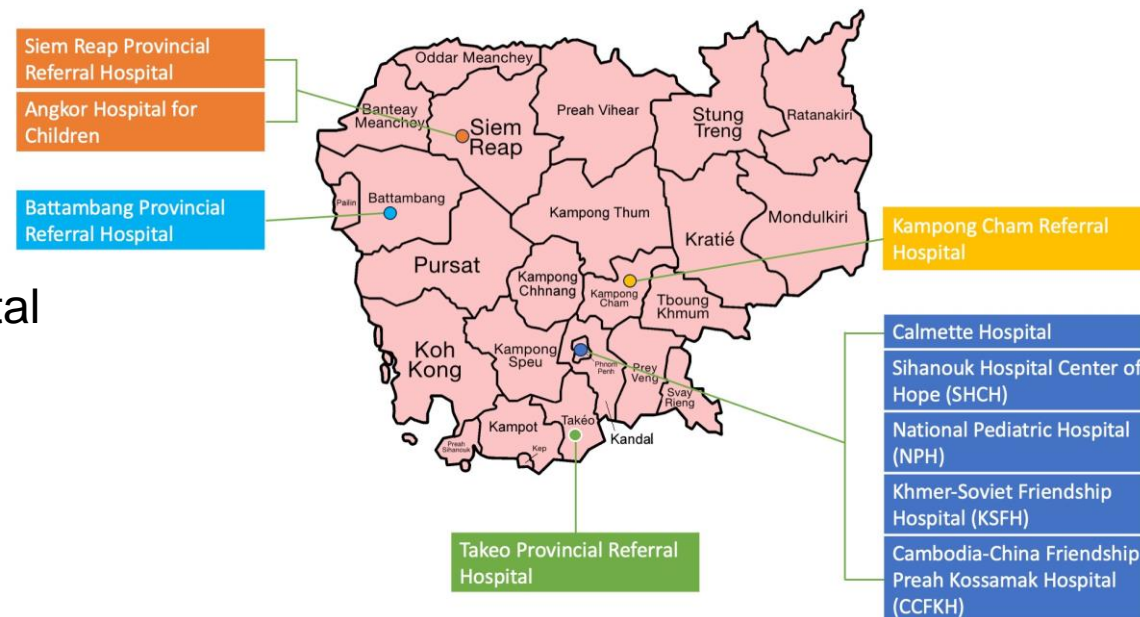 Siem Reap Provincial
Referral Hospital
Angkor Hospital for
Children
Battambang Provincial
Referral Hospital
tal
Oddar Meanchey
Banteay
Meanchey
Siem
Reap
Preah Vihear
Stung
Treng
Ratanakiri
Pailin
Battambang
Kampong Thum
Kratié
Mondulkiri
Pursat
Kampong
Chhnang
Kampong
Cham
Tboung
Khmum
Koh
Kong
Kampong
Speu
Phnom
Penh
Prey
Veng
Svay
Rieng
Kampot
Takéo
Kandal
Preah
Sihanouk
Kep
Kampong Cham Referral
Hospital
Calmette Hospital
Sihanouk Hospital Center of
Hope (SHCH)
National Pediatric Hospital
(NPH)
Khmer-Soviet Friendship
Hospital (KSFH)
Cambodia-China Friendship
Preah Kossamak Hospital
(CCFKH)
Takeo Provincial Referral
Hospital